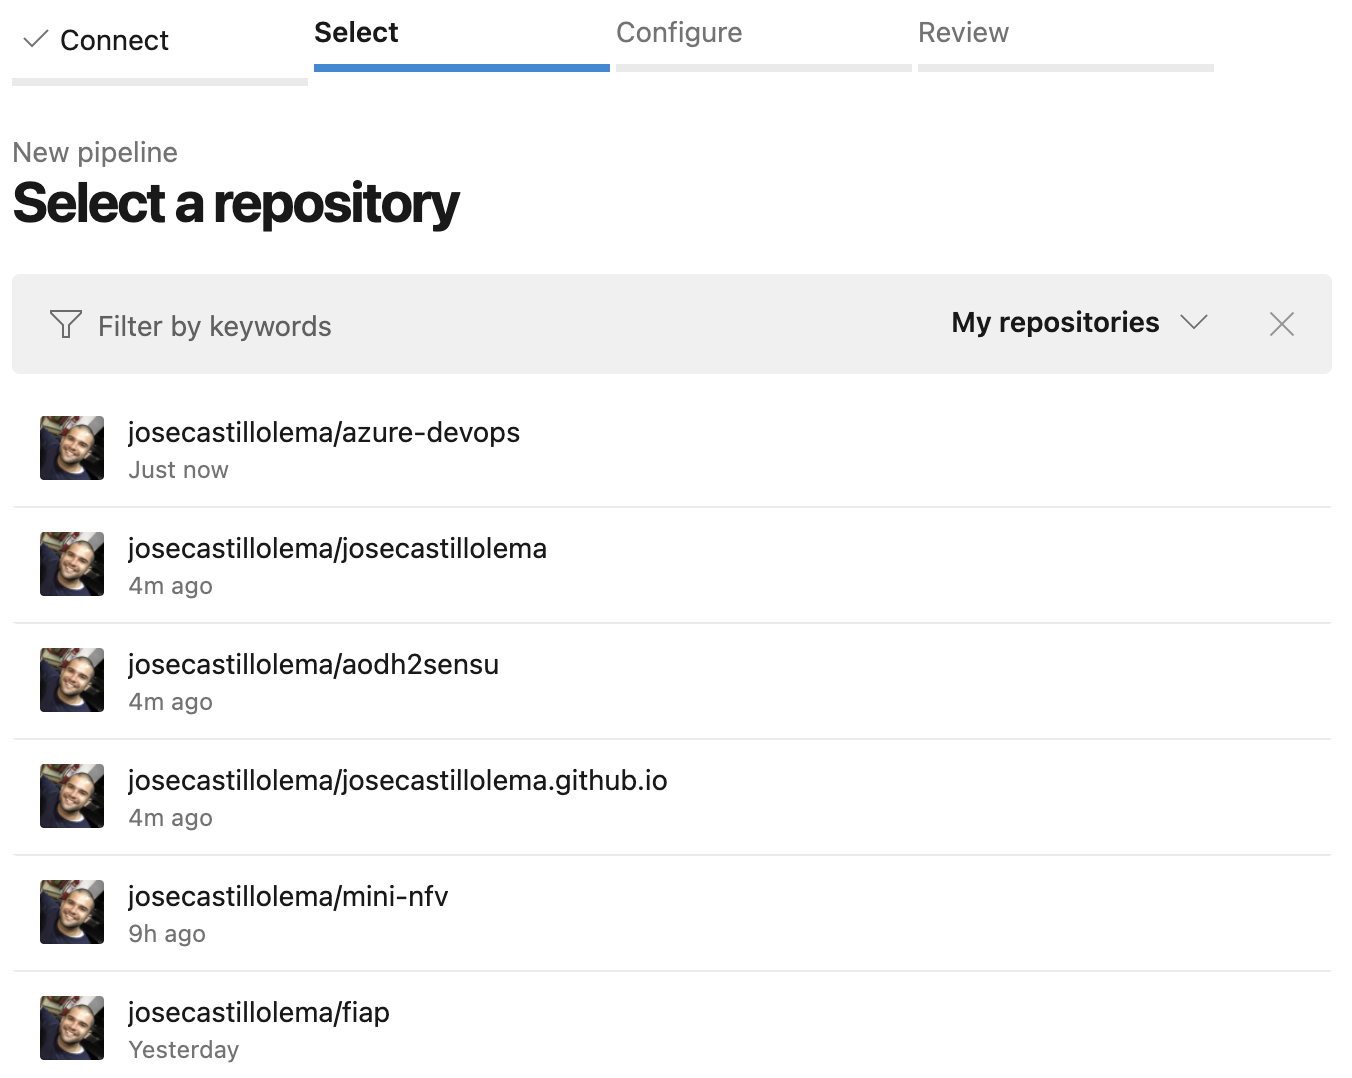 Connect
Select
Configure
Review
New pipeline
Select a repository
Filter by keywords
My repositories
josecastillolema/azure-devops
Just now
josecastillolema/josecastillolema
4m ago
josecastillolema/aodh2sensu
4m ago
josecastillolema/josecastillolema.github.io
4m ago
josecastillolema/mini-nfv
9h ago
josecastillolema/fiap
Yesterday